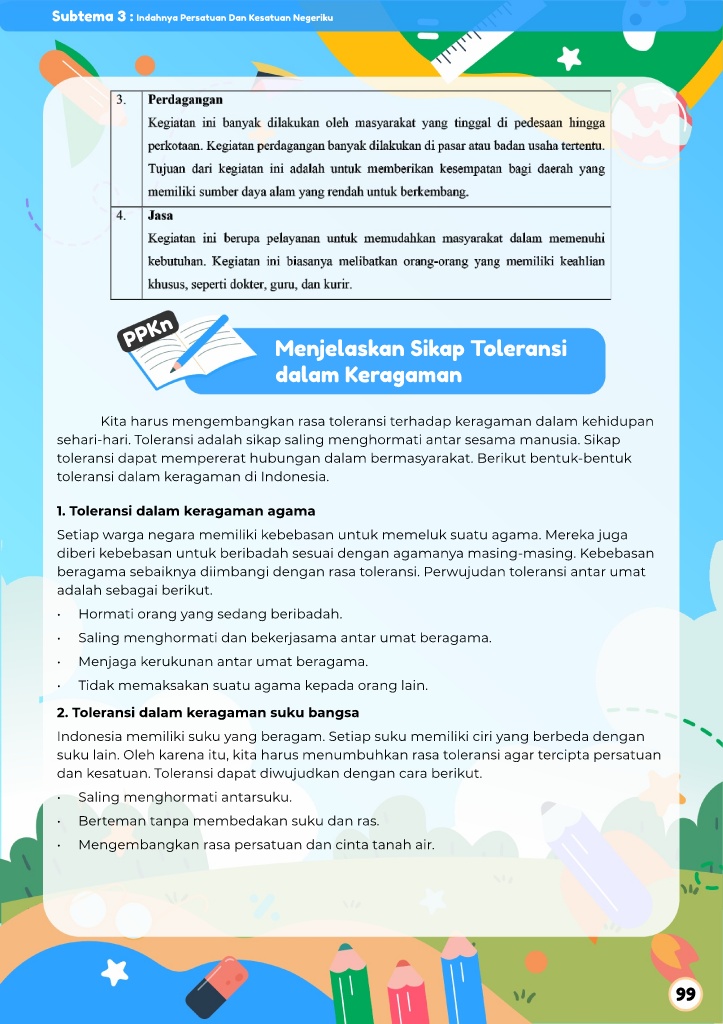 Subtema 3 : Indahnya Persatuan Dan Kesatuan Negeriku
3. Perdagangan
Kegiatan ini banyak dilakukan oleh masyarakat yang tinggal di pedesaan hingga
perkotaan. Kegiatan perdagangan banyak dilakukan di pasar atau badan usaha tertentu.
Tujuan dari kegiatan ini adalah untuk memberikan kesempatan bagi daerah yang
memiliki sumber daya alam yang rendah untuk berkembang.
4. Jasa
Kegiatan ini berupa pelayanan untuk memudahkan masyarakat dalam memenuhi
kebutuhan. Kegiatan ini biasanya melibatkan orang-orang yang memiliki keahlian
khusus, seperti dokter, guru, dan kurir.
PPKn
Menjelaskan Sikap Toleransi
dalam Keragaman
Kita harus mengembangkan rasa toleransi terhadap keragaman dalam kehidupan
sehari-hari. Toleransi adalah sikap saling menghormati antar sesama manusia. Sikap
toleransi dapat mempererat hubungan dalam bermasyarakat. Berikut bentuk-bentuk
toleransi dalam keragaman di Indonesia.
1. Toleransi dalam keragaman agama
Setiap warga negara memiliki kebebasan untuk memeluk suatu agama. Mereka juga
diberi kebebasan untuk beribadah sesuai dengan agamanya masing-masing. Kebebasan
beragama sebaiknya diimbangi dengan rasa toleransi. Perwujudan toleransi antar umat
adalah sebagai berikut.
• Hormati orang yang sedang beribadah.
• Saling menghormati dan bekerjasama antar umat beragama.
• Menjaga kerukunan antar umat beragama.
• Tidak memaksakan suatu agama kepada orang lain.
2. Toleransi dalam keragaman suku bangsa
Indonesia memiliki suku yang beragam. Setiap suku memiliki ciri yang berbeda dengan
suku lain. Oleh karena itu, kita harus menumbuhkan rasa toleransi agar tercipta persatuan
dan kesatuan. Toleransi dapat diwujudkan dengan cara berikut.
• Saling menghormati antarsuku.
• Berteman tanpa membedakan suku dan ras.
• Mengembangkan rasa persatuan dan cinta tanah air.
99